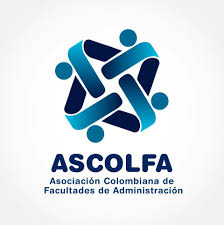 ASCOLFA
Asociación Colombiana de
Facultades de Administración